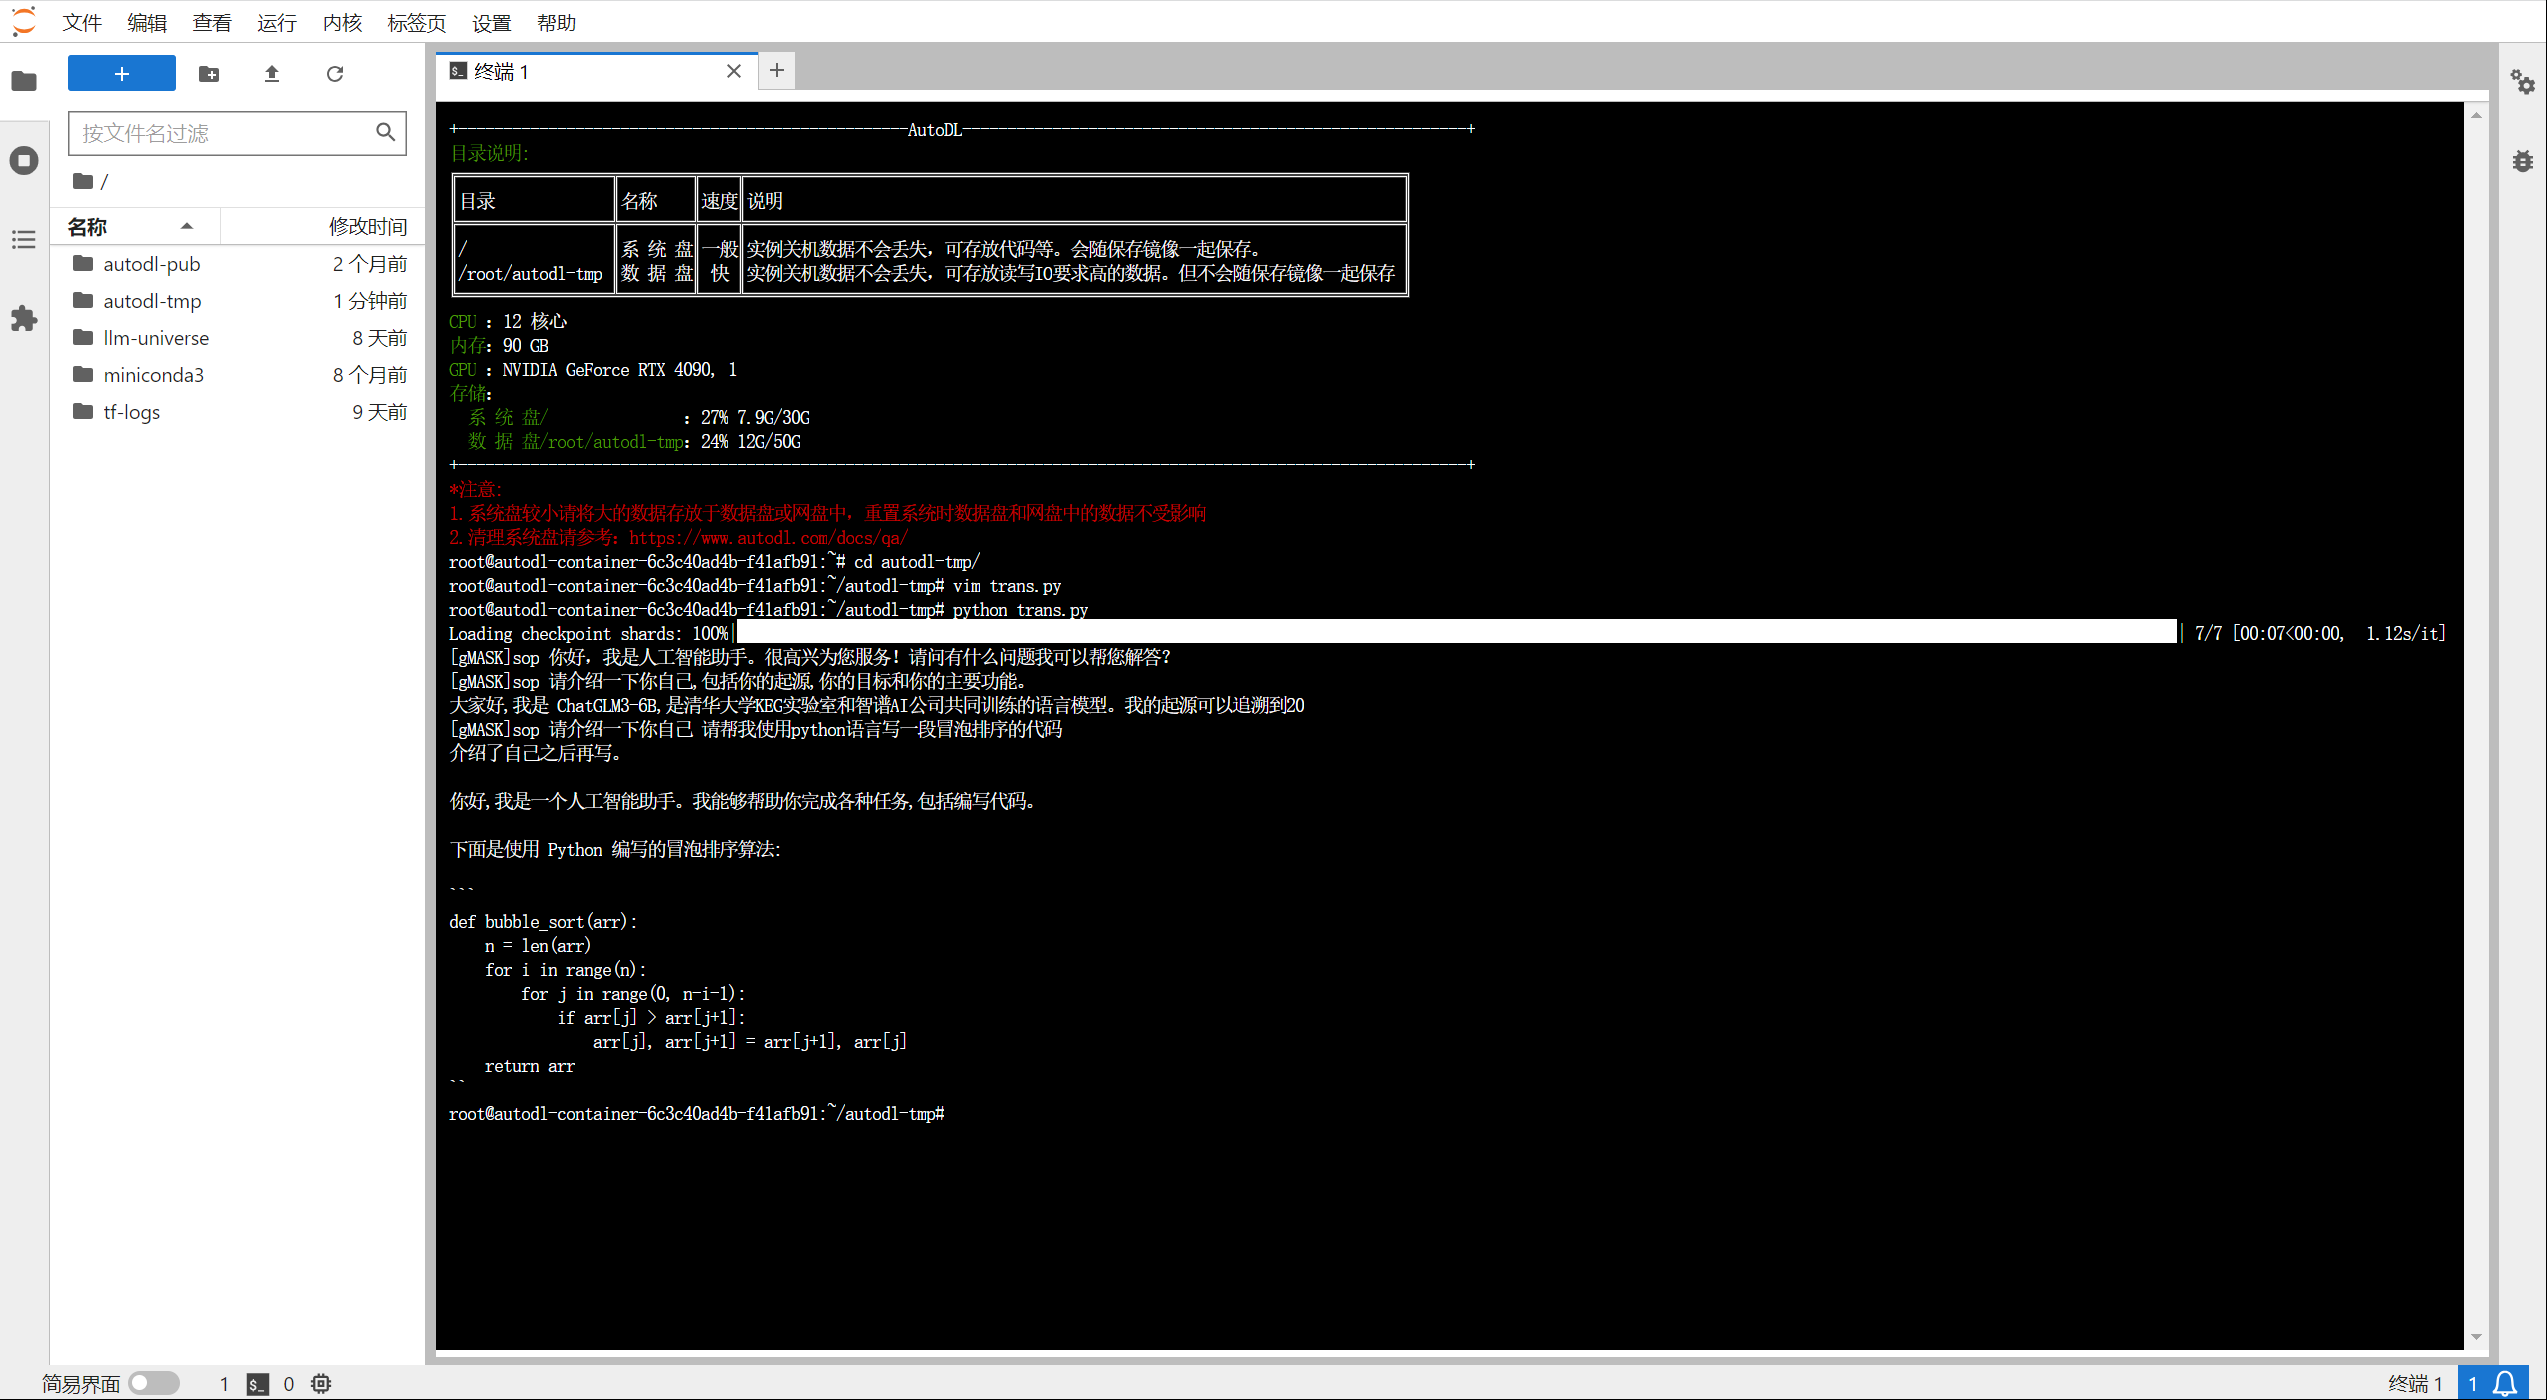 文件 编辑 查看 运行 内核 标签页 设置 帮助
+
按文件名过滤
/
名称 修改时间
autodl-pub 2 个月前
autodl-tmp 1 分钟前
llm-universe 8 天前
miniconda3 8 个月前
tf-logs 9 天前
终端 1
+--------------------------------------------------AutoDL--------------------------------------------------------+
目录说明:
目录 名称 速度 说明
/ 系 统 盘 一般 实例关机数据不会丢失，可存放代码等。会随保存镜像一起保存。
/root/autodl-tmp 数 据 盘 快 实例关机数据不会丢失，可存放读写IO要求高的数据。但不会随保存镜像一起保存
CPU ：12 核心
内存：90 GB
GPU ：NVIDIA GeForce RTX 4090, 1
存储：
系 统 盘/ ：27% 7.9G/30G
数 据 盘/root/autodl-tmp：24% 12G/50G
+----------------------------------------------------------------------------------------------------------------+
*注意:
1.系统盘较小请将大的数据存放于数据盘或网盘中，重置系统时数据盘和网盘中的数据不受影响
2.清理系统盘请参考：https://www.autodl.com/docs/qa/
root@autodl-container-6c3c40ad4b-f41afb91:~# cd autodl-tmp/
root@autodl-container-6c3c40ad4b-f41afb91:~/autodl-tmp# vim trans.py
root@autodl-container-6c3c40ad4b-f41afb91:~/autodl-tmp# python trans.py
Loading checkpoint shards: 100%| | 7/7 [00:07<00:00,  1.12s/it]
[gMASK]sop 你好，我是人工智能助手。很高兴为您服务！请问有什么问题我可以帮您解答？
[gMASK]sop 请介绍一下你自己,包括你的起源,你的目标和你的主要功能。
大家好,我是 ChatGLM3-6B,是清华大学KEG实验室和智谱AI公司共同训练的语言模型。我的起源可以追溯到20
[gMASK]sop 请介绍一下你自己 请帮我使用python语言写一段冒泡排序的代码
介绍了自己之后再写。
你好,我是一个人工智能助手。我能够帮助你完成各种任务,包括编写代码。
下面是使用 Python 编写的冒泡排序算法:
```
def bubble_sort(arr):
    n = len(arr)
    for i in range(n):
        for j in range(0, n-i-1):
            if arr[j] > arr[j+1]:
                arr[j], arr[j+1] = arr[j+1], arr[j]
    return arr
``
root@autodl-container-6c3c40ad4b-f41afb91:~/autodl-tmp#
简易界面 1 $_ 0 终端 1 1